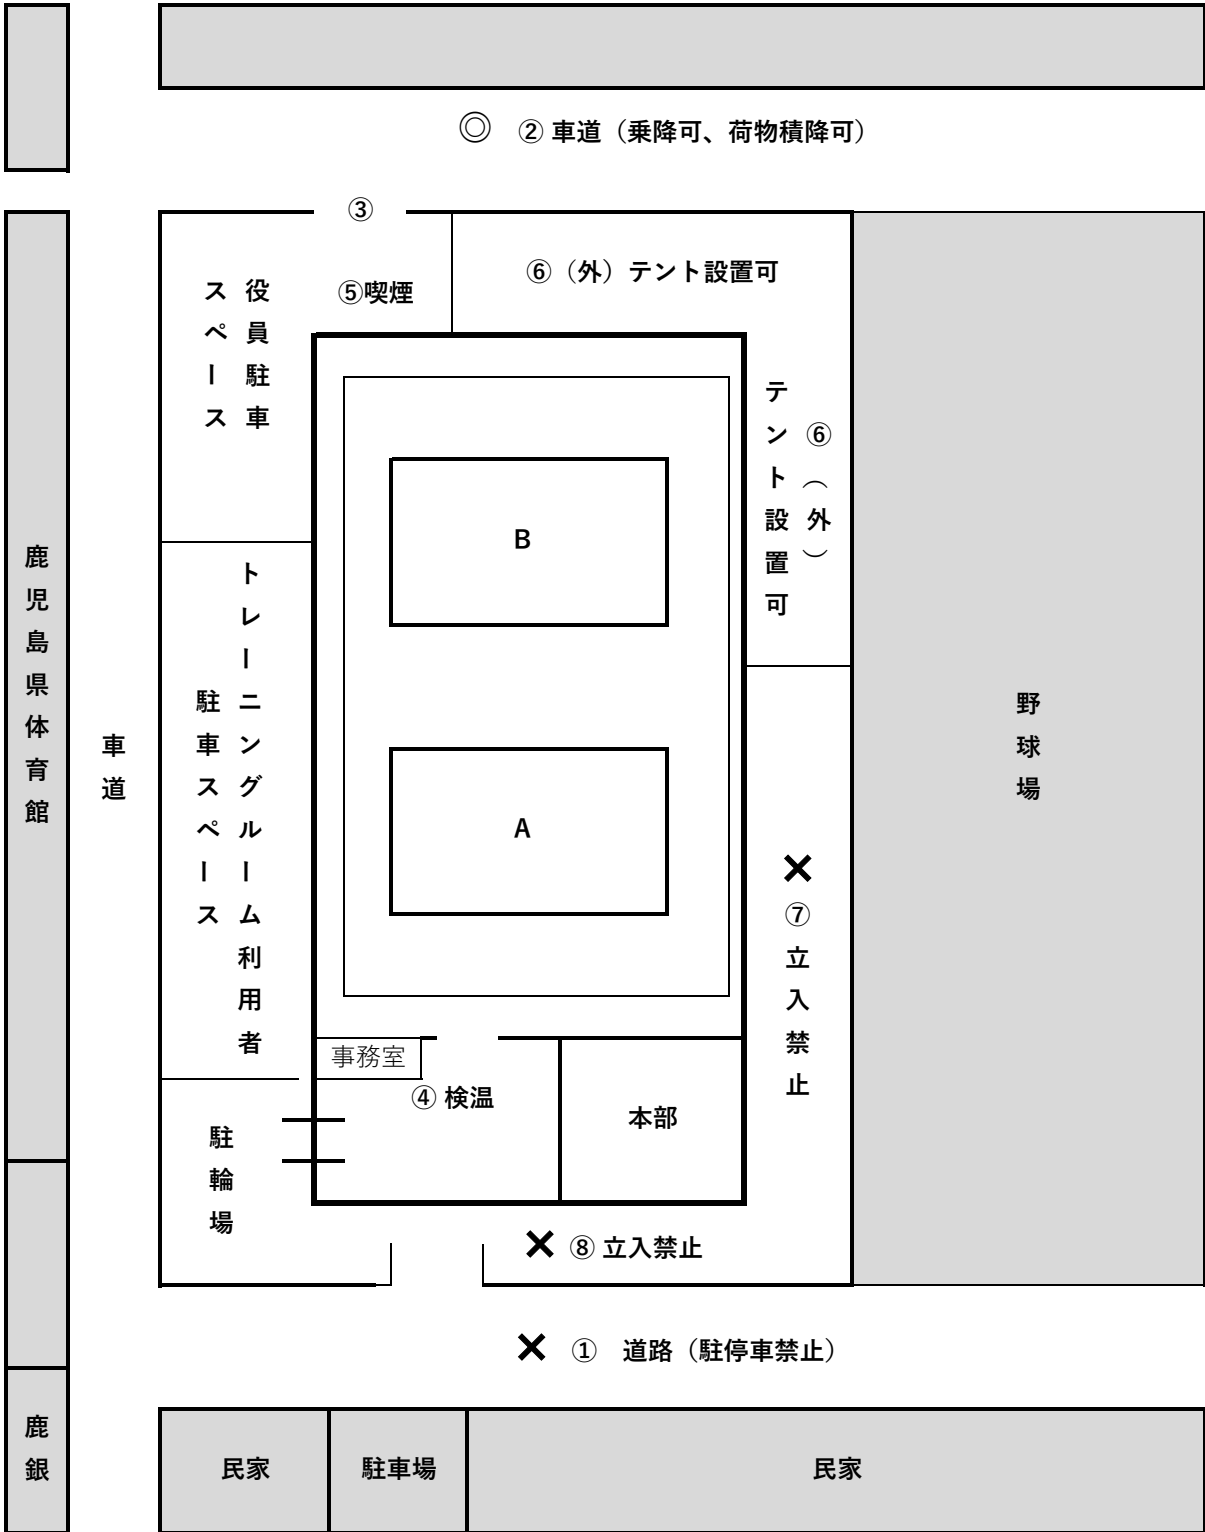 ◎ ② 車道（乗降可、荷物積降可）
③
役員駐車
スペース
⑤喫煙
⑥（外）テント設置可
⑥（外）
テント設置可
B
鹿児島県体育館
車道
トレーニングルーム利用者
駐車スペース
A
野球場
✕
⑦立入禁止
事務室
④ 検温
本部
駐輪場
✕ ⑧ 立入禁止
✕ ① 道路（駐停車禁止）
鹿銀
民家
駐車場
民家